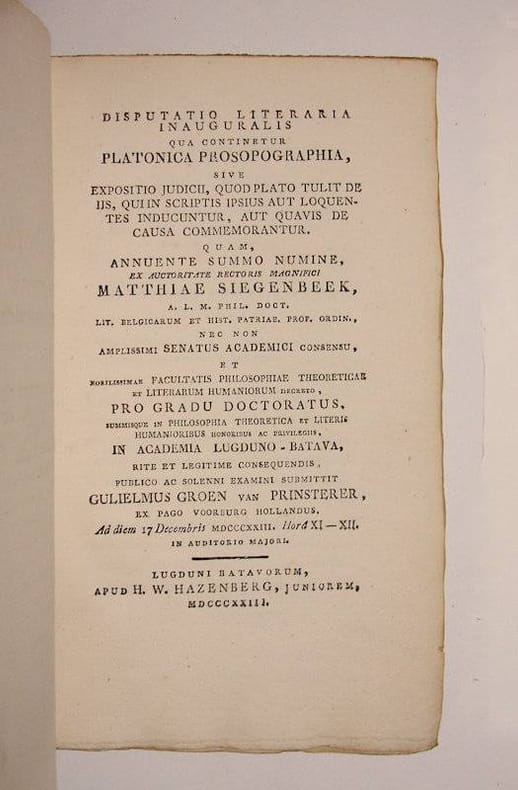 DISPUTATIO LITERARIA
INAUGURALIS
QUA CONTINETUR
PLATONICA PROSOPOGRAPHIA,
SIVE
EXPOSITIO JUDICII, QUOD PLATO TULIT DE
IIS, QUI IN SCRIPTIS IPSIUS AUT LOQUEN-
TES INDUCUNTUR, AUT QUAVIS DE
CAUSA COMMEMORANTUR.
QUAM,
ANNUENTE SUMMO NUMINE,
EX AUCTORITATE RECTORIS MAGNIFICI
MATTHIAE SIEGENBEEK,
A. L. M. PHIL. DOCT.
LIT. BELGICARUM ET HIST. PATRIAE. PROF. ORDIN.,
NEC NON
AMPLISSIMI SENATUS ACADEMICI CONSENSU,
ET
NOBILISSIMAE FACULTATIS PHILOSOPHIAE THEORETICAE
ET LITERARUM HUMANIORUM DECRETO,
PRO GRADU DOCTORATUS,
SUMMISQUE IN PHILOSOPHIA THEORETICA ET LITERIS
HUMANIORIBUS HONORIBUS AC PRIVILEGIIS,
IN ACADEMIA LUGDUNO-BATAVA,
RITE ET LEGITIME CONSEQUENDIS,
PUBLICO AC SOLENNI EXAMINI SUBMITTIT
GULIELMUS GROEN VAN PRINSTERER,
EX PAGO VOORBURG HOLLANDUS.
Ad diem 17 Decembris MDCCCXXIII. Hora XI—XII.
IN AUDITORIO MAJORI.
LUGDUNI BATAVORUM,
APUD H. W. HAZENBERG, JUNIOREM,
MDCCCXXIII.